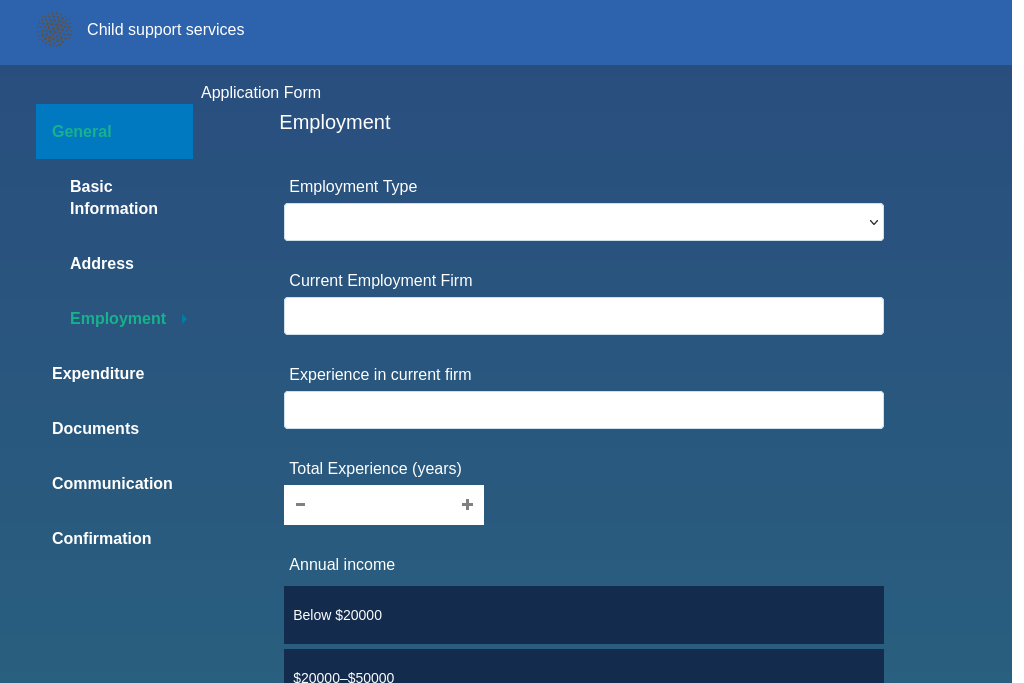 Child support services
Application Form
General
Employment
Basic
Information
Address
Employment
Expenditure
Documents
Communication
Confirmation
Employment Type
Current Employment Firm
Experience in current firm
Total Experience (years)
Annual income
Below $20000
$20000–$50000